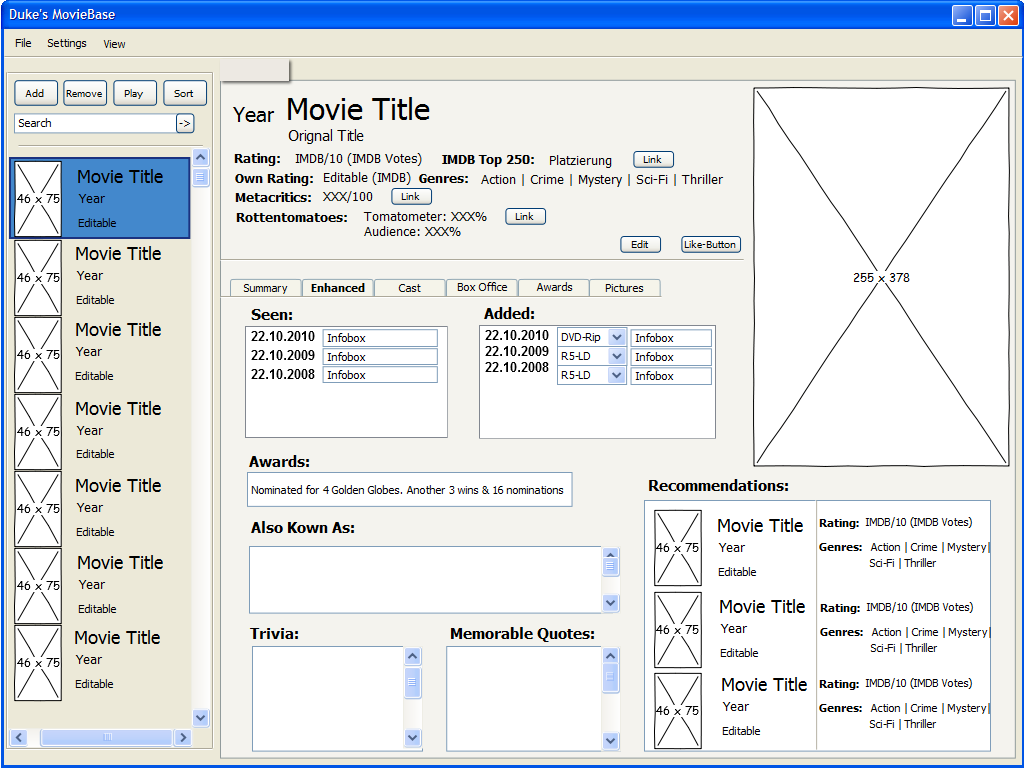 Duke's MovieBase
File Settings View
Add Remove Play Sort
Search ->
46 x 75
Movie Title
Year
Editable
46 x 75
Movie Title
Year
Editable
46 x 75
Movie Title
Year
Editable
46 x 75
Movie Title
Year
Editable
46 x 75
Movie Title
Year
Editable
46 x 75
Movie Title
Year
Editable
46 x 75
Movie Title
Year
Editable
Year Movie Title
Orignal Title
Rating: IMDB/10 (IMDB Votes) IMDB Top 250: Platzierung Link
Own Rating: Editable (IMDB) Genres: Action | Crime | Mystery | Sci-Fi | Thriller
Metacritics: XXX/100 Link
Rottentomatoes: Tomatometer: XXX% Link
Audience: XXX%
Edit Like-Button
255 x 378
Summary Enhanced Cast Box Office Awards Pictures
Seen:
22.10.2010 Infobox
22.10.2009 Infobox
22.10.2008 Infobox
Added:
22.10.2010 DVD-Rip Infobox
22.10.2009 R5-LD Infobox
22.10.2008 R5-LD Infobox
Awards:
Nominated for 4 Golden Globes. Another 3 wins & 16 nominations
Also Kown As:
Trivia:
Memorable Quotes:
Recommendations:
46 x 75
Movie Title
Year
Editable
Rating: IMDB/10 (IMDB Votes)
Genres: Action | Crime | Mystery|
Sci-Fi | Thriller
46 x 75
Movie Title
Year
Editable
Rating: IMDB/10 (IMDB Votes)
Genres: Action | Crime | Mystery|
Sci-Fi | Thriller
46 x 75
Movie Title
Year
Editable
Rating: IMDB/10 (IMDB Votes)
Genres: Action | Crime | Mystery|
Sci-Fi | Thriller